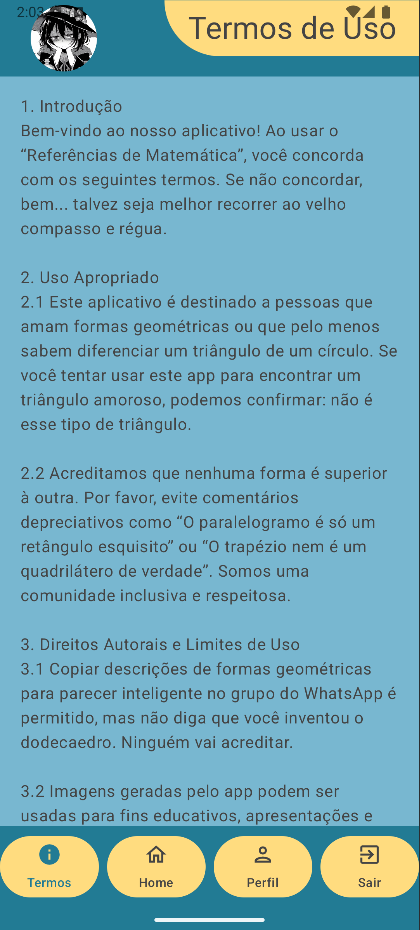 2:03
Termos de Uso
1. Introdução
Bem-vindo ao nosso aplicativo! Ao usar o
“Referências de Matemática”, você concorda
com os seguintes termos. Se não concordar,
bem... talvez seja melhor recorrer ao velho
compasso e régua.
2. Uso Apropriado
2.1 Este aplicativo é destinado a pessoas que
amam formas geométricas ou que pelo menos
sabem diferenciar um triângulo de um círculo. Se
você tentar usar este app para encontrar um
triângulo amoroso, podemos confirmar: não é
esse tipo de triângulo.
2.2 Acreditamos que nenhuma forma é superior
à outra. Por favor, evite comentários
depreciativos como “O paralelogramo é só um
retângulo esquisito” ou “O trapézio nem é um
quadrilátero de verdade”. Somos uma
comunidade inclusiva e respeitosa.
3. Direitos Autorais e Limites de Uso
3.1 Copiar descrições de formas geométricas
para parecer inteligente no grupo do WhatsApp é
permitido, mas não diga que você inventou o
dodecaedro. Ninguém vai acreditar.
3.2 Imagens geradas pelo app podem ser
usadas para fins educativos, apresentações e
Termos
Home
Perfil
Sair